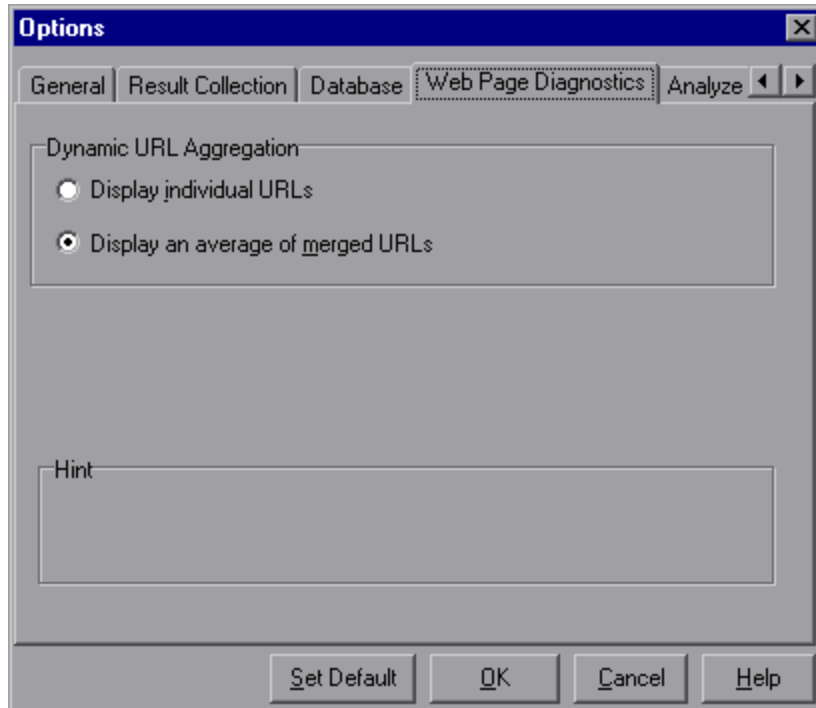 Options
General Result Collection Database Web Page Diagnostics Analyze
Dynamic URL Aggregation
Display individual URLs
Display an average of merged URLs
Hint
Set Default OK Cancel Help